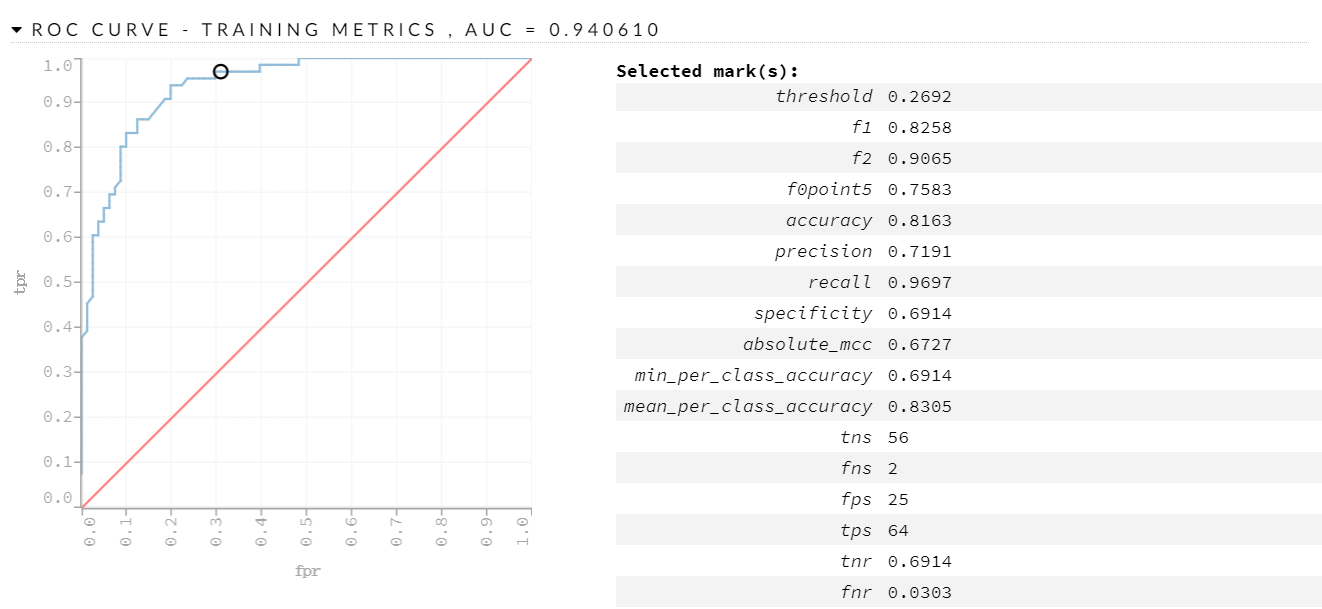 ROC CURVE - TRAINING METRICS , AUC = 0.940610
1.0
0.9
0.8
0.7
0.6
0.5
0.4
0.3
0.2
0.1
0.0
tpr
0.0 0.1 0.2 0.3 0.4 0.5 0.6 0.7 0.8 0.9 1.0
fpr
Selected mark(s):
threshold 0.2692
f1 0.8258
f2 0.9065
f0point5 0.7583
accuracy 0.8163
precision 0.7191
recall 0.9697
specificity 0.6914
absolute_mcc 0.6727
min_per_class_accuracy 0.6914
mean_per_class_accuracy 0.8305
tns 56
fns 2
fps 25
tps 64
tnr 0.6914
fnr 0.0303